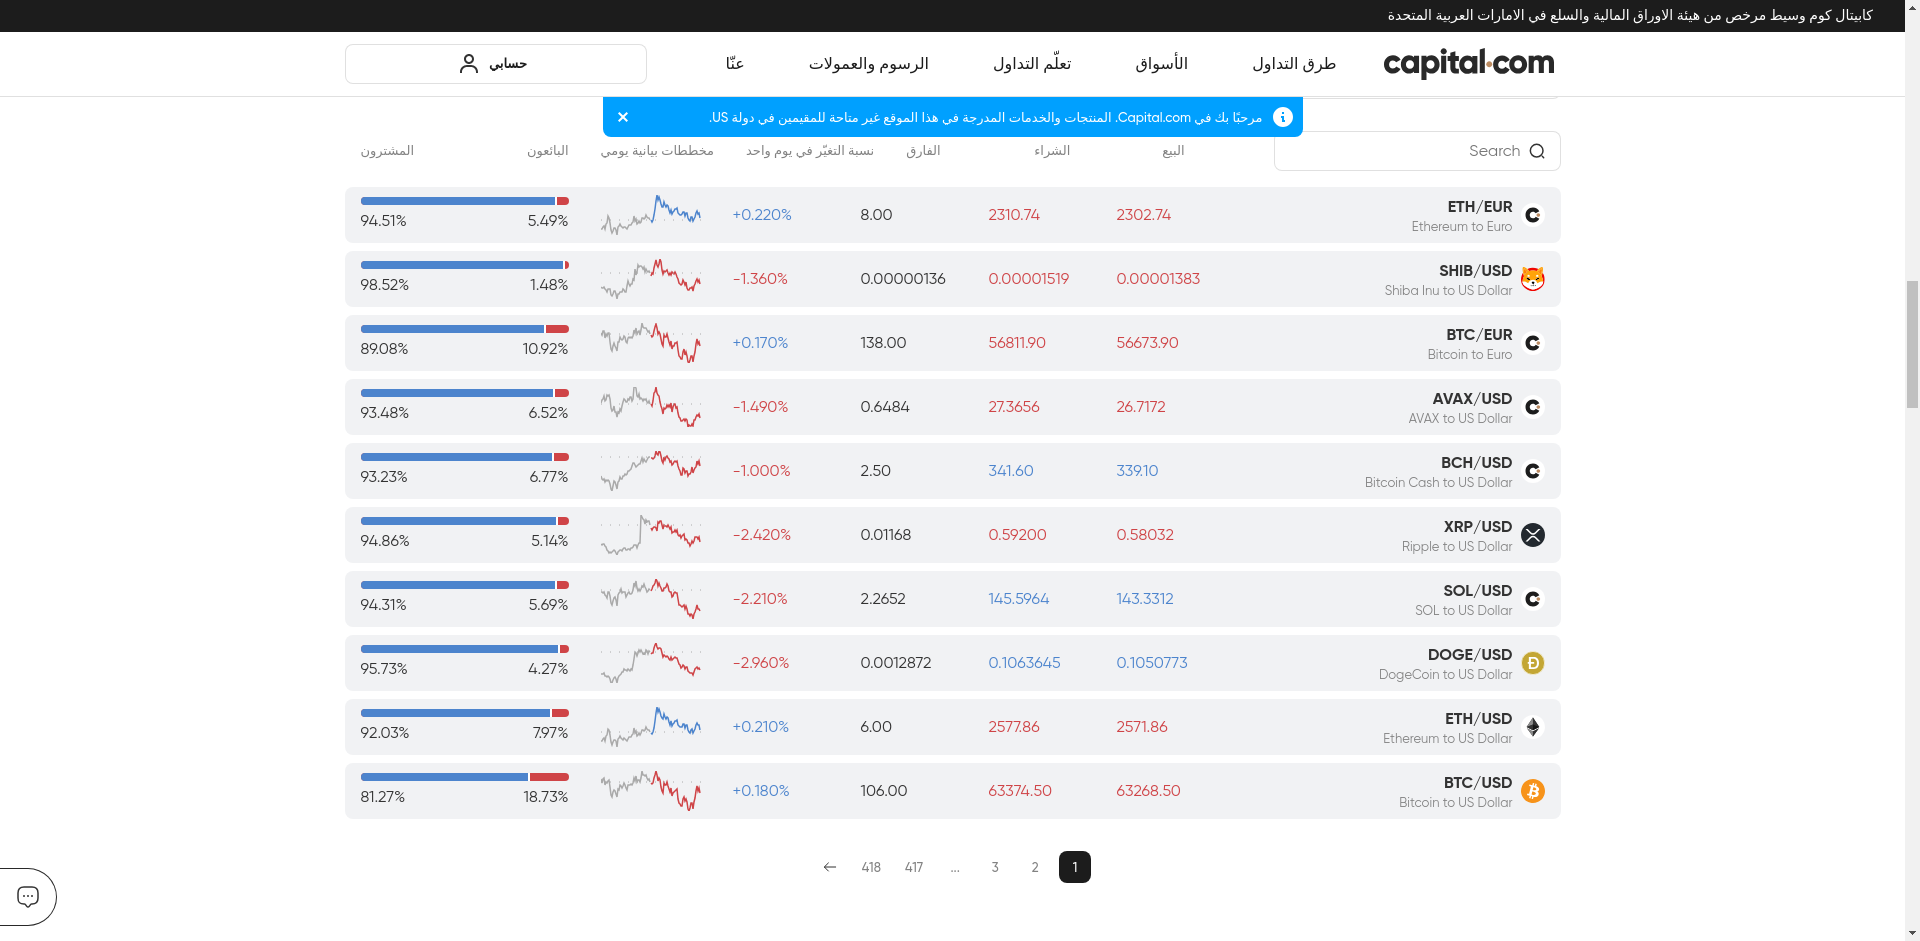 كابيتال كوم وسيط مرخص من هيئة الاوراق المالية والسلع في الامارات العربية المتحدة
capital.com
طرق التداول
الأسواق
تعلّم التداول
الرسوم والعمولات
عنّا
حسابي
مرحبًا بك في Capital.com. المنتجات والخدمات المدرجة في هذا الموقع غير متاحة للمقيمين في دولة US.
Search
البيع
الشراء
الفارق
نسبة التغيّر في يوم واحد
مخططات بيانية يومي
البائعون
المشترون
ETH/EUR
Ethereum to Euro
2302.74
2310.74
8.00
+0.220%
5.49%
94.51%
SHIB/USD
Shiba Inu to US Dollar
0.00001383
0.00001519
0.00000136
-1.360%
1.48%
98.52%
BTC/EUR
Bitcoin to Euro
56673.90
56811.90
138.00
+0.170%
10.92%
89.08%
AVAX/USD
AVAX to US Dollar
26.7172
27.3656
0.6484
-1.490%
6.52%
93.48%
BCH/USD
Bitcoin Cash to US Dollar
339.10
341.60
2.50
-1.000%
6.77%
93.23%
XRP/USD
Ripple to US Dollar
0.58032
0.59200
0.01168
-2.420%
5.14%
94.86%
SOL/USD
SOL to US Dollar
143.3312
145.5964
2.2652
-2.210%
5.69%
94.31%
DOGE/USD
DogeCoin to US Dollar
0.1050773
0.1063645
0.0012872
-2.960%
4.27%
95.73%
ETH/USD
Ethereum to US Dollar
2571.86
2577.86
6.00
+0.210%
7.97%
92.03%
BTC/USD
Bitcoin to US Dollar
63268.50
63374.50
106.00
+0.180%
18.73%
81.27%
1
2
3
...
417
418